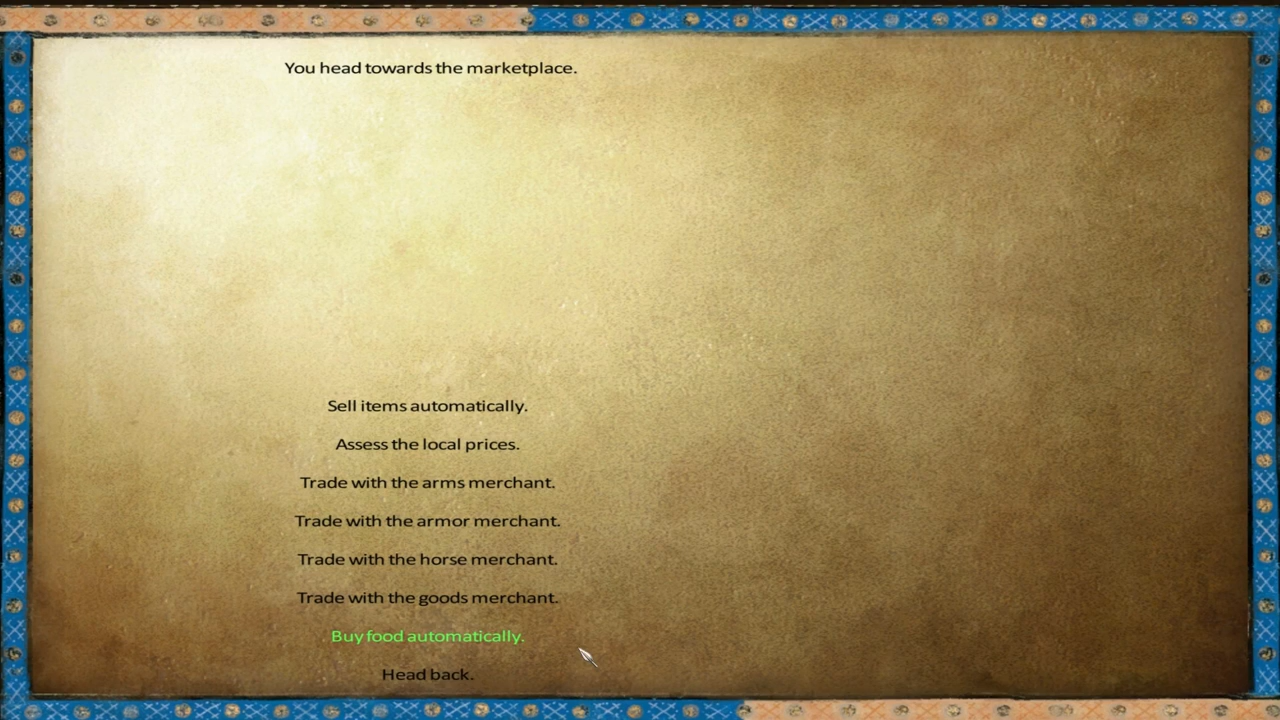 You head towards the marketplace.
Sell items automatically.
Assess the local prices.
Trade with the arms merchant.
Trade with the armor merchant.
Trade with the horse merchant.
Trade with the goods merchant.
Buy food automatically.
Head back.